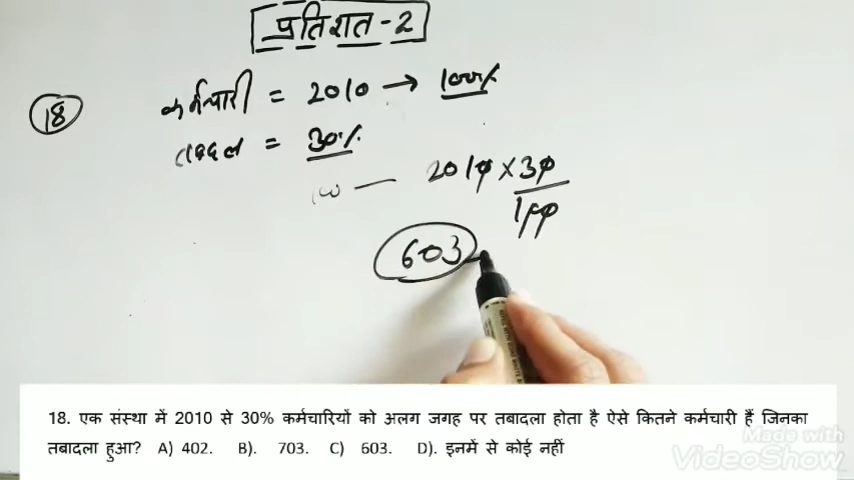 प्रतिशत - 2
18 कर्मचारी = 2010 → 100%
= 30%
100 — 2010 × 30
100
603
18. एक संस्था में 2010 से 30% कर्मचारियों को अलग जगह पर तबादला होता है ऐसे कितने कर्मचारी हैं जिनका
तबादला हुआ? A) 402. B). 703. C) 603. D). इनमें से कोई नहीं
Made with
VideoShow